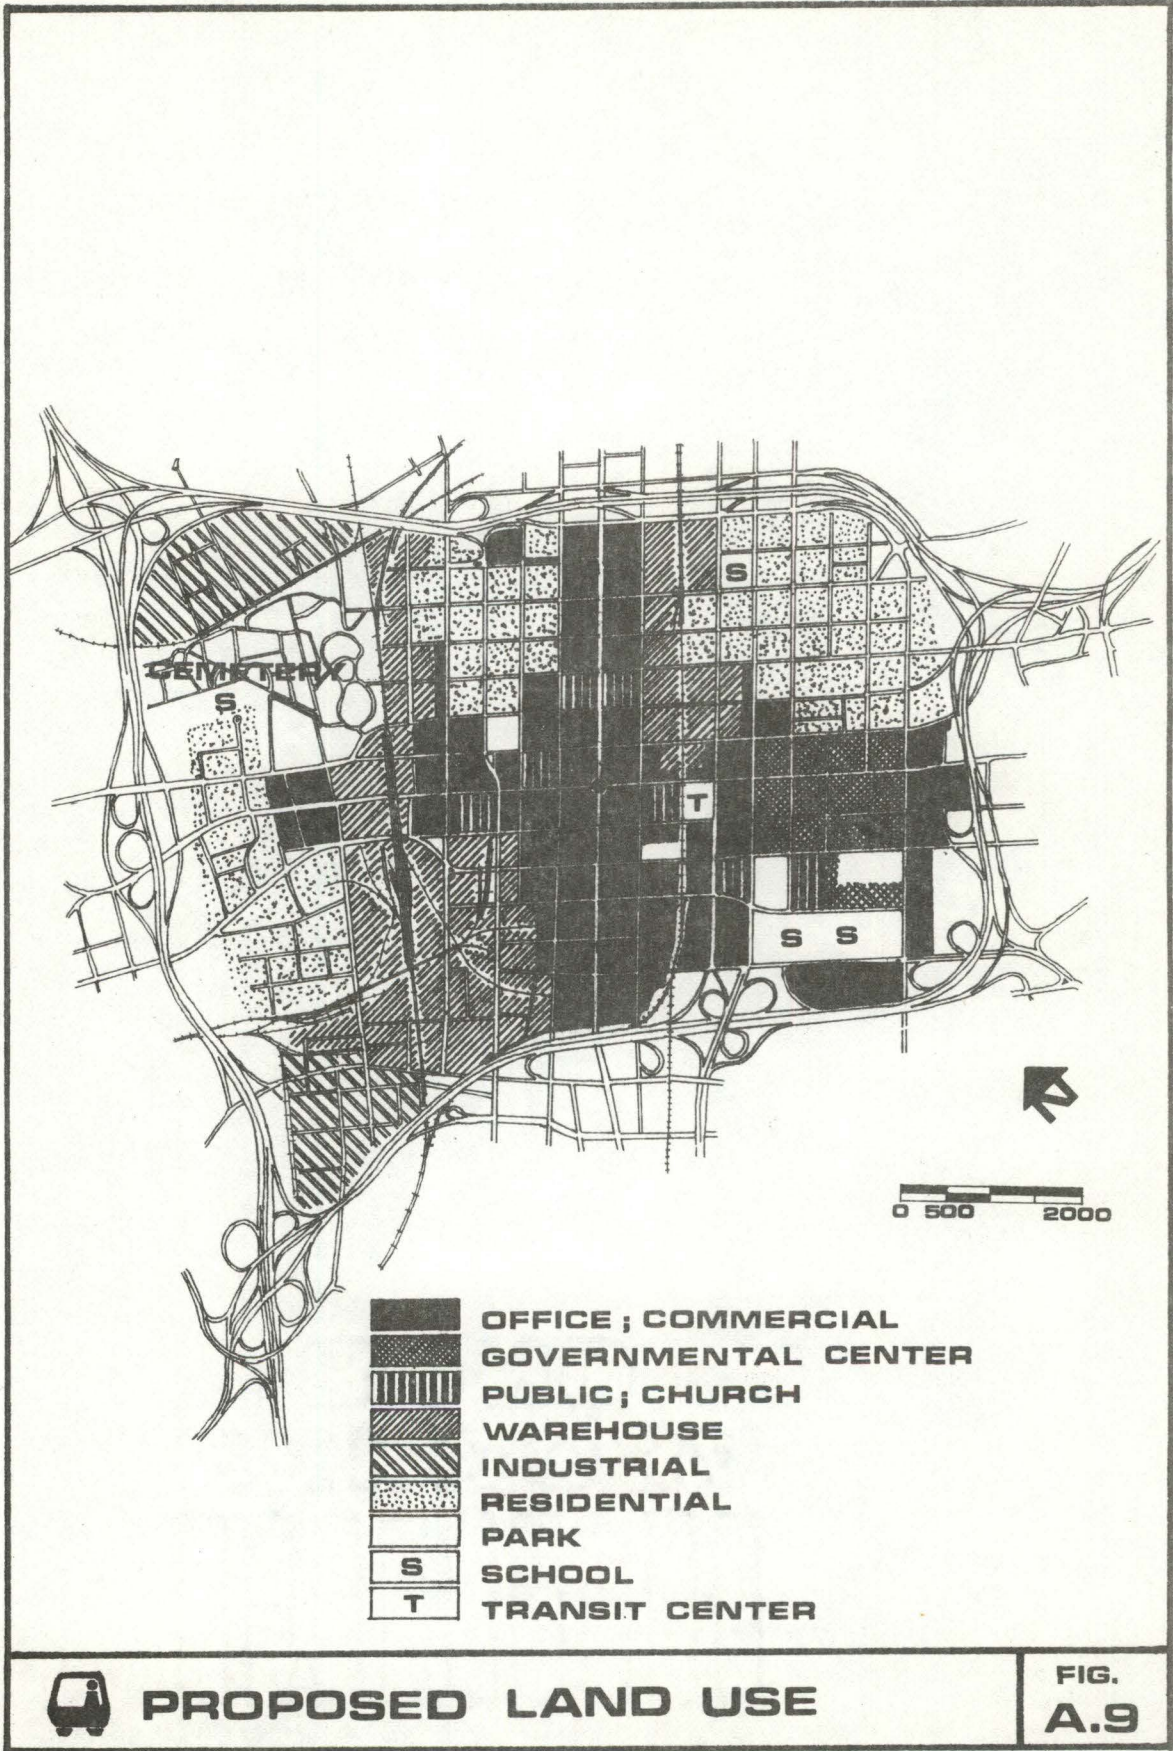 S
CEMETERY
S
T
S S
N
0 500 2000
OFFICE ; COMMERCIAL
GOVERNMENTAL CENTER
PUBLIC ; CHURCH
WAREHOUSE
INDUSTRIAL
RESIDENTIAL
PARK
S SCHOOL
T TRANSIT CENTER
PROPOSED LAND USE
FIG.
A.9